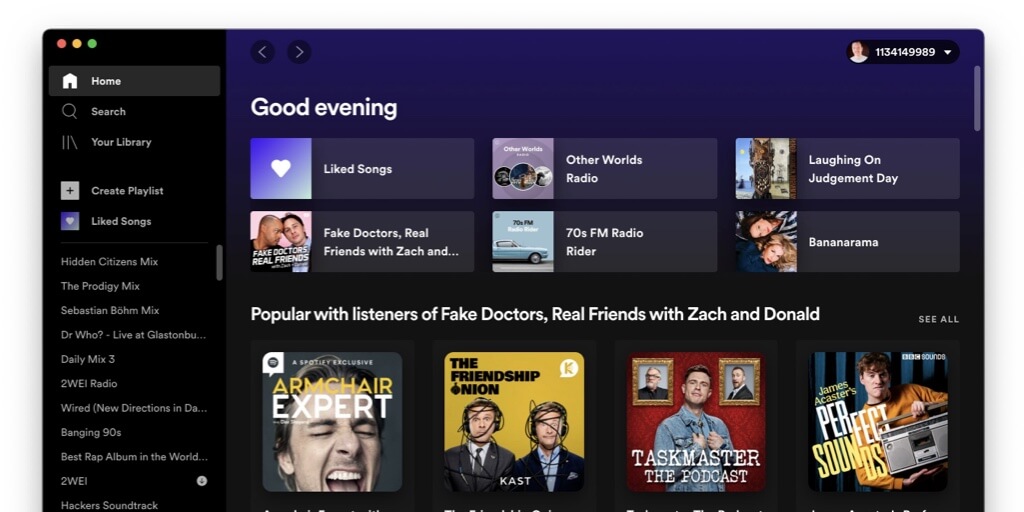 1134149989
Home
Search
Your Library
Create Playlist
Liked Songs
Hidden Citizens Mix
The Prodigy Mix
Sebastian Böhm Mix
Dr Who? - Live at Glastonbu...
Daily Mix 3
2WEI Radio
Wired (New Directions in Da...
Banging 90s
Best Rap Album in the World...
2WEI
Hackers Soundtrack
Good evening
Liked Songs
Other Worlds
RADIO
Other Worlds
Radio
Laughing On
Judgement Day
FAKE DOCTORS,
REAL FRIENDS
Fake Doctors, Real
Friends with Zach and...
70s FM
Radio Rider
70s FM Radio
Rider
Bananarama
Popular with listeners of Fake Doctors, Real Friends with Zach and Donald
SEE ALL
A SPOTIFY EXCLUSIVE
ARMCHAIR
EXPERT
THE
FRIENDSHIP
ONION
K
KAST
TASKMASTER
THE PODCAST
BBC SOUNDS
James
Acaster's
PERFECT
SOUNDS